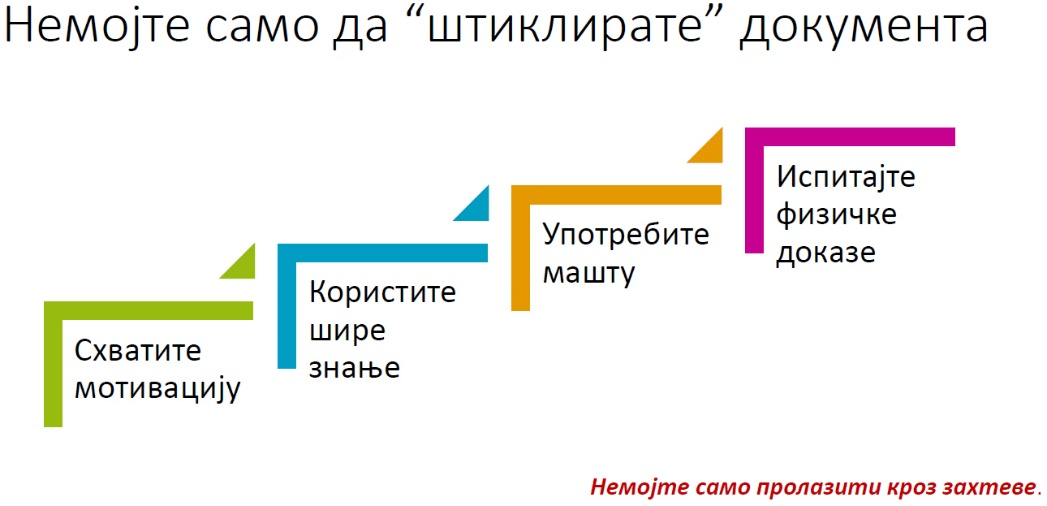 Немојте само да “штиклирате” документа
Схватите
мотивацију
Користите
шире
знање
Употребите
машту
Испитајте
физичке
доказе
Немојте само пролазити кроз захтеве.